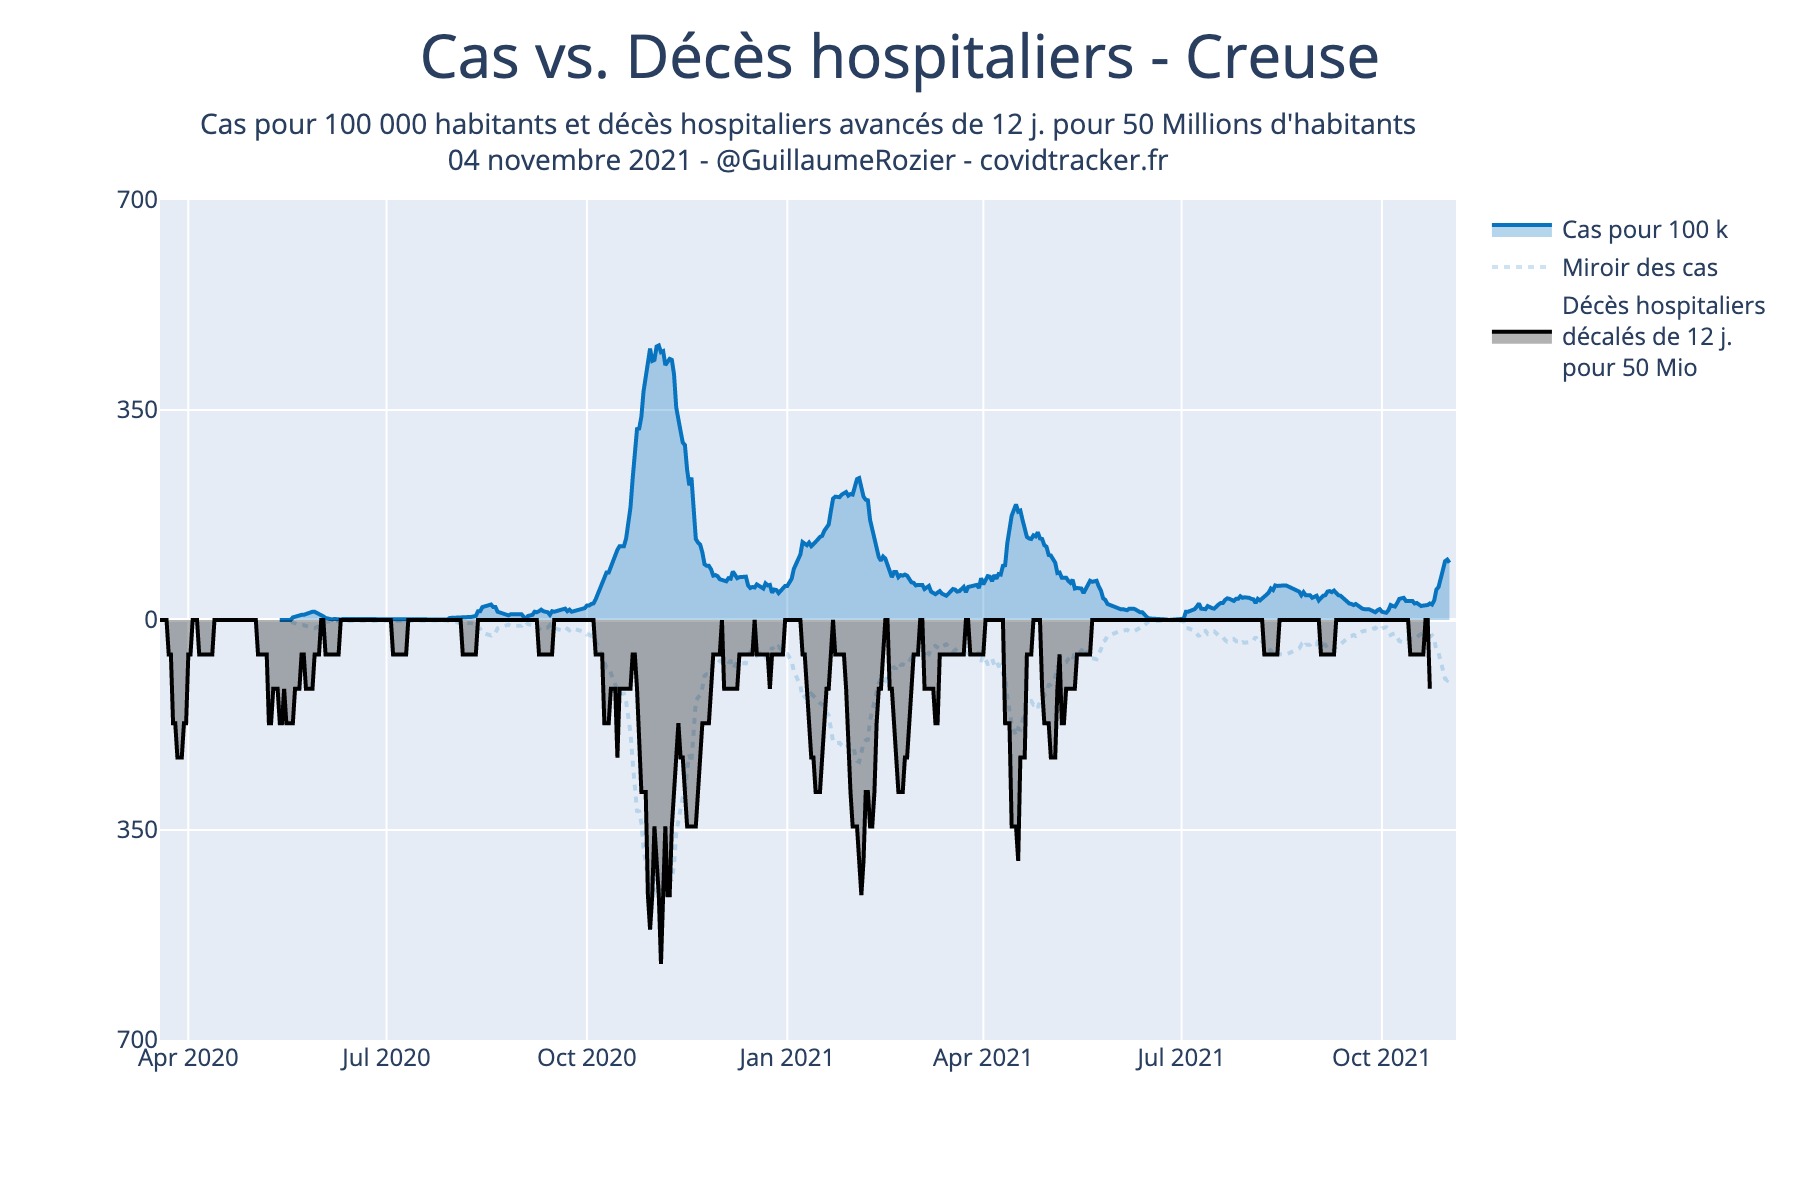 Cas vs. Décès hospitaliers - Creuse
Cas pour 100 000 habitants et décès hospitaliers avancés de 12 j. pour 50 Millions d'habitants
04 novembre 2021 - @GuillaumeRozier - covidtracker.fr
700
350
0
350
700
Apr 2020
Jul 2020
Oct 2020
Jan 2021
Apr 2021
Jul 2021
Oct 2021
Cas pour 100 k
Miroir des cas
Décès hospitaliers
décalés de 12 j.
pour 50 Mio